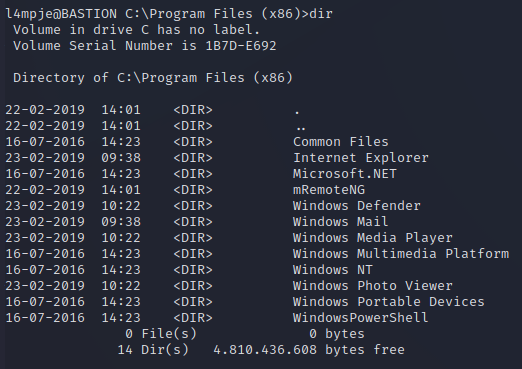 l4mpje@BASTION C:\Program Files (x86)>dir
 Volume in drive C has no label.
 Volume Serial Number is 1B7D-E692

 Directory of C:\Program Files (x86)

22-02-2019  14:01    <DIR>          .
22-02-2019  14:01    <DIR>          ..
16-07-2016  14:23    <DIR>          Common Files
23-02-2019  09:38    <DIR>          Internet Explorer
16-07-2016  14:23    <DIR>          Microsoft.NET
22-02-2019  14:01    <DIR>          mRemoteNG
23-02-2019  10:22    <DIR>          Windows Defender
23-02-2019  09:38    <DIR>          Windows Mail
23-02-2019  10:22    <DIR>          Windows Media Player
16-07-2016  14:23    <DIR>          Windows Multimedia Platform
16-07-2016  14:23    <DIR>          Windows NT
23-02-2019  10:22    <DIR>          Windows Photo Viewer
16-07-2016  14:23    <DIR>          Windows Portable Devices
16-07-2016  14:23    <DIR>          WindowsPowerShell
               0 File(s)              0 bytes
              14 Dir(s)   4.810.436.608 bytes free